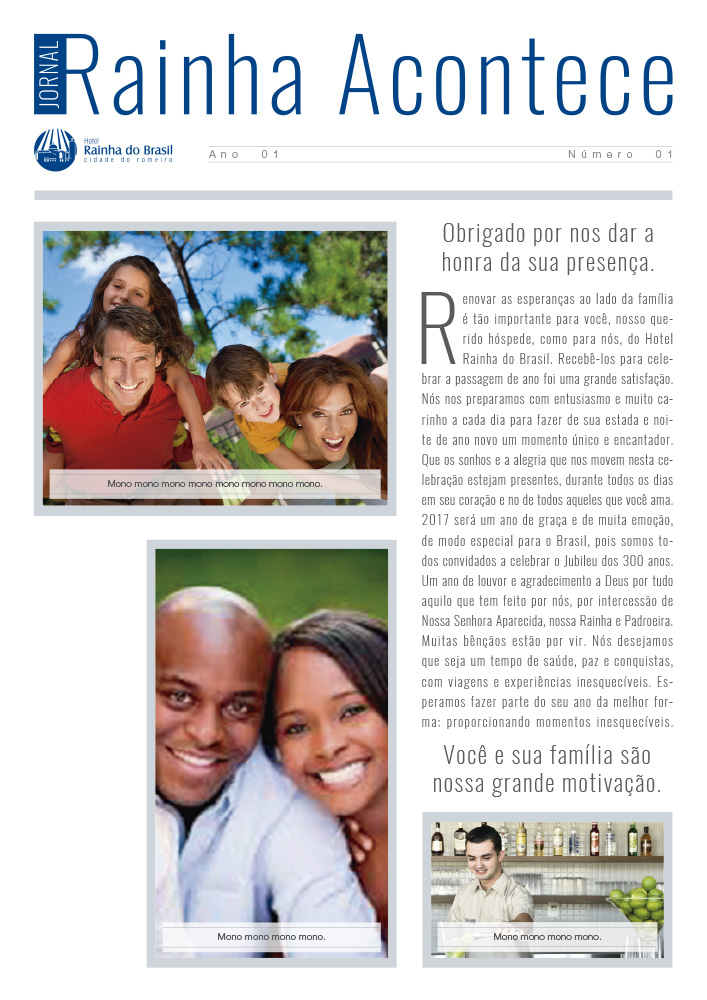 JORNAL
Rainha Acontece
Hotel
Rainha do Brasil
cidade do romeiro
Ano 01
Número 01
Mono mono mono mono mono mono mono mono.
Mono mono mono mono.
Obrigado por nos dar a
honra da sua presença.
Renovar as esperanças ao lado da família
é tão importante para você, nosso que-
rido hóspede, como para nós, do Hotel
Rainha do Brasil. Recebê-los para cele-
brar a passagem de ano foi uma grande satisfação.
Nós nos preparamos com entusiasmo e muito ca-
rinho a cada dia para fazer de sua estada e noi-
te de ano novo um momento único e encantador.
Que os sonhos e a alegria que nos movem nesta ce-
lebração estejam presentes, durante todos os dias
em seu coração e no de todos aqueles que você ama.
2017 será um ano de graça e de muita emoção,
de modo especial para o Brasil, pois somos to-
dos convidados a celebrar o Jubileu dos 300 anos.
Um ano de louvor e agradecimento a Deus por tudo
aquilo que tem feito por nós, por intercessão de
Nossa Senhora Aparecida, nossa Rainha e Padroeira.
Muitas bênçãos estão por vir. Nós desejamos
que seja um tempo de saúde, paz e conquistas,
com viagens e experiências inesquecíveis. Es-
peramos fazer parte do seu ano da melhor for-
ma: proporcionando momentos inesquecíveis.
Você e sua família são
nossa grande motivação.
Mono mono mono mono.